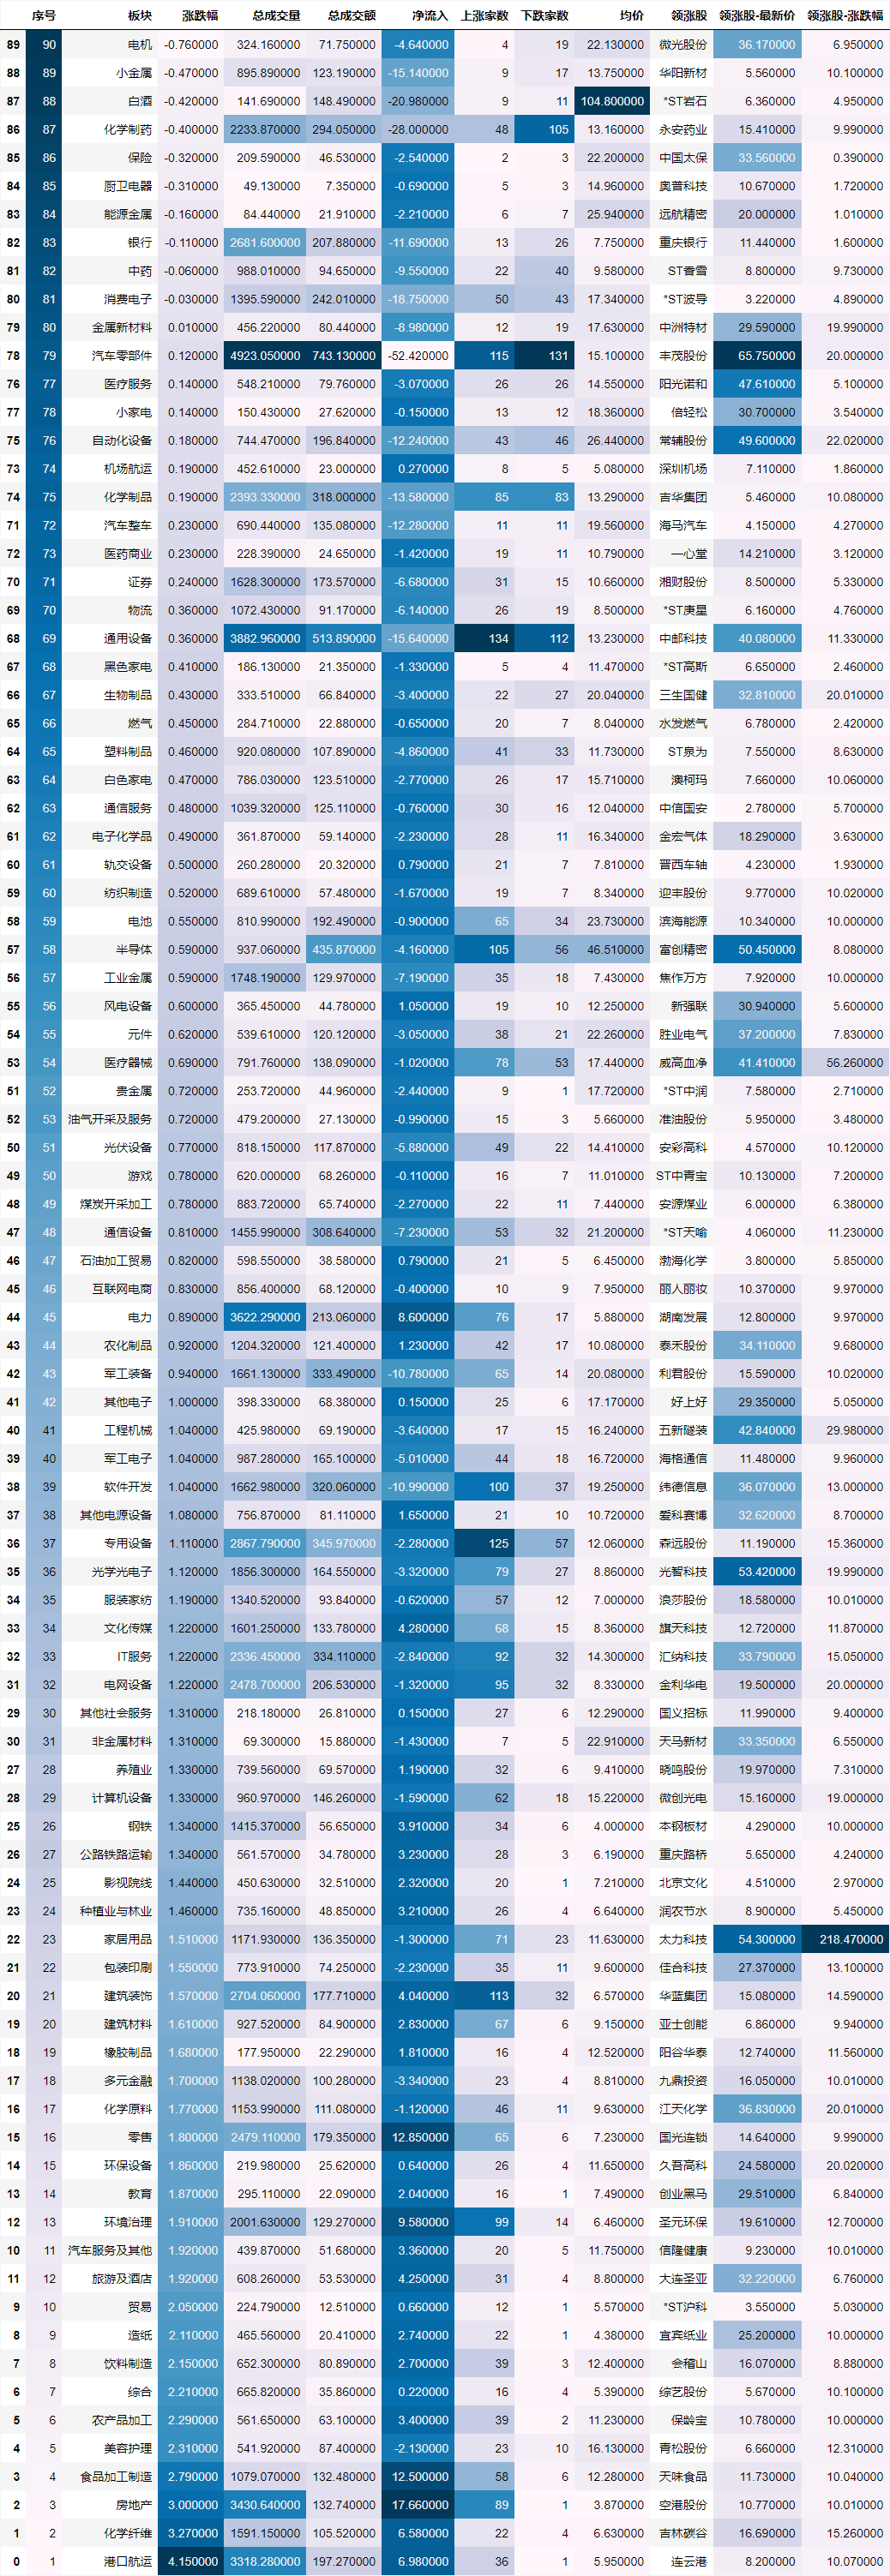 序号 板块 涨跌幅 总成交量 总成交额 净流入 上涨家数 下跌家数 均价 领涨股 领涨股-最新价 领涨股-涨跌幅
89 90 电机 -0.760000 324.160000 71.750000 -4.640000 4 19 22.130000 微光股份 36.170000 6.950000
88 89 小金属 -0.470000 895.890000 123.190000 -15.140000 9 17 13.750000 华阳新材 5.560000 10.100000
87 88 白酒 -0.420000 141.690000 148.490000 -20.980000 9 11 104.800000 *ST岩石 6.360000 4.950000
86 87 化学制药 -0.400000 2233.870000 294.050000 -28.000000 48 105 13.160000 永安药业 15.410000 9.990000
85 86 保险 -0.320000 209.590000 46.530000 -2.540000 2 3 22.200000 中国太保 33.560000 0.390000
84 85 厨卫电器 -0.310000 49.130000 7.350000 -0.690000 5 3 14.960000 奥普科技 10.670000 1.720000
83 84 能源金属 -0.160000 84.440000 21.910000 -2.210000 6 7 25.940000 远航精密 20.000000 1.010000
82 83 银行 -0.110000 2681.600000 207.880000 -11.690000 13 26 7.750000 重庆银行 11.440000 1.600000
81 82 中药 -0.060000 988.010000 94.650000 -9.550000 22 40 9.580000 ST香雪 8.800000 9.730000
80 81 消费电子 -0.030000 1395.590000 242.010000 -18.750000 50 43 17.340000 *ST波导 3.220000 4.890000
79 80 金属新材料 0.010000 456.220000 80.440000 -8.980000 12 19 17.630000 中洲特材 29.590000 19.990000
78 79 汽车零部件 0.120000 4923.050000 743.130000 -52.420000 115 131 15.100000 丰茂股份 65.750000 20.000000
76 77 医疗服务 0.140000 548.210000 79.760000 -3.070000 26 26 14.550000 阳光诺和 47.610000 5.100000
77 78 小家电 0.140000 150.430000 27.620000 -0.150000 13 12 18.360000 倍轻松 30.700000 3.540000
75 76 自动化设备 0.180000 744.470000 196.840000 -12.240000 43 46 26.440000 常辅股份 49.600000 22.020000
73 74 机场航运 0.190000 452.610000 23.000000 0.270000 8 5 5.080000 深圳机场 7.110000 1.860000
74 75 化学制品 0.190000 2393.330000 318.000000 -13.580000 85 83 13.290000 吉华集团 5.460000 10.080000
71 72 汽车整车 0.230000 690.440000 135.080000 -12.280000 11 11 19.560000 海马汽车 4.150000 4.270000
72 73 医药商业 0.230000 228.390000 24.650000 -1.420000 19 11 10.790000 一心堂 14.210000 3.120000
70 71 证券 0.240000 1628.300000 173.570000 -6.680000 31 15 10.660000 湘财股份 8.500000 5.330000
69 70 物流 0.360000 1072.430000 91.170000 -6.140000 26 19 8.500000 *ST庚星 6.160000 4.760000
68 69 通用设备 0.360000 3882.960000 513.890000 -15.640000 134 112 13.230000 中邮科技 40.080000 11.330000
67 68 黑色家电 0.410000 186.130000 21.350000 -1.330000 5 4 11.470000 *ST高斯 6.650000 2.460000
66 67 生物制品 0.430000 333.510000 66.840000 -3.400000 22 27 20.040000 三生国健 32.810000 20.010000
65 66 燃气 0.450000 284.710000 22.880000 -0.650000 20 7 8.040000 水发燃气 6.780000 2.420000
64 65 塑料制品 0.460000 920.080000 107.890000 -4.860000 41 33 11.730000 ST泉为 7.550000 8.630000
63 64 白色家电 0.470000 786.030000 123.510000 -2.770000 26 17 15.710000 澳柯玛 7.660000 10.060000
62 63 通信服务 0.480000 1039.320000 125.110000 -0.760000 30 16 12.040000 中信国安 2.780000 5.700000
61 62 电子化学品 0.490000 361.870000 59.140000 -2.230000 28 11 16.340000 金宏气体 18.290000 3.630000
60 61 轨交设备 0.500000 260.280000 20.320000 0.790000 21 7 7.810000 晋西车轴 4.230000 1.930000
59 60 纺织制造 0.520000 689.610000 57.480000 -1.670000 19 7 8.340000 迎丰股份 9.770000 10.020000
58 59 电池 0.550000 810.990000 192.490000 -0.900000 65 34 23.730000 滨海能源 10.340000 10.000000
57 58 半导体 0.590000 937.060000 435.870000 -4.160000 105 56 46.510000 富创精密 50.450000 8.080000
56 57 工业金属 0.590000 1748.190000 129.970000 -7.190000 35 18 7.430000 焦作万方 7.920000 10.000000
55 56 风电设备 0.600000 365.450000 44.780000 1.050000 19 10 12.250000 新强联 30.940000 5.600000
54 55 元件 0.620000 539.610000 120.120000 -3.050000 38 21 22.260000 胜业电气 37.200000 7.830000
53 54 医疗器械 0.690000 791.760000 138.090000 -1.020000 78 53 17.440000 威高血净 41.410000 56.260000
51 52 贵金属 0.720000 253.720000 44.960000 -2.440000 9 1 17.720000 *ST中润 7.580000 2.710000
52 53 油气开采及服务 0.720000 479.200000 27.130000 -0.990000 15 3 5.660000 准油股份 5.950000 3.480000
50 51 光伏设备 0.770000 818.150000 117.870000 -5.880000 49 22 14.410000 安彩高科 4.570000 10.120000
49 50 游戏 0.780000 620.000000 68.260000 -0.110000 16 7 11.010000 ST中青宝 10.130000 7.200000
48 49 煤炭开采加工 0.780000 883.720000 65.740000 -2.270000 22 11 7.440000 安源煤业 6.000000 6.380000
47 48 通信设备 0.810000 1455.990000 308.640000 -7.230000 53 32 21.200000 *ST天喻 4.060000 11.230000
46 47 石油加工贸易 0.820000 598.550000 38.580000 0.790000 21 5 6.450000 渤海化学 3.800000 5.850000
45 46 互联网电商 0.830000 856.400000 68.120000 -0.400000 10 9 7.950000 丽人丽妆 10.370000 9.970000
44 45 电力 0.890000 3622.290000 213.060000 8.600000 76 17 5.880000 湖南发展 12.800000 9.970000
43 44 农化制品 0.920000 1204.320000 121.400000 1.230000 42 17 10.080000 泰禾股份 34.110000 9.680000
42 43 军工装备 0.940000 1661.130000 333.490000 -10.780000 65 14 20.080000 利君股份 15.590000 10.020000
41 42 其他电子 1.000000 398.330000 68.380000 0.150000 25 6 17.170000 好上好 29.350000 5.050000
40 41 工程机械 1.040000 425.980000 69.190000 -3.640000 17 15 16.240000 五新隧装 42.840000 29.980000
39 40 军工电子 1.040000 987.280000 165.100000 -5.010000 44 18 16.720000 海格通信 11.480000 9.960000
38 39 软件开发 1.040000 1662.980000 320.060000 -10.990000 100 37 19.250000 纬德信息 36.070000 13.000000
37 38 其他电源设备 1.080000 756.870000 81.110000 1.650000 21 10 10.720000 爱科赛博 32.620000 8.700000
36 37 专用设备 1.110000 2867.790000 345.970000 -2.280000 125 57 12.060000 森远股份 11.190000 15.360000
35 36 光学光电子 1.120000 1856.300000 164.550000 -3.320000 79 27 8.860000 光智科技 53.420000 19.990000
34 35 服装家纺 1.190000 1340.520000 93.840000 -0.620000 57 12 7.000000 浪莎股份 18.580000 10.010000
33 34 文化传媒 1.220000 1601.250000 133.780000 4.280000 68 15 8.360000 旗天科技 12.720000 11.870000
32 33 IT服务 1.220000 2336.450000 334.110000 -2.840000 92 32 14.300000 汇纳科技 33.790000 15.050000
31 32 电网设备 1.220000 2478.700000 206.530000 -1.320000 95 32 8.330000 金利华电 19.500000 20.000000
29 30 其他社会服务 1.310000 218.180000 26.810000 0.150000 27 6 12.290000 国义招标 11.990000 9.400000
30 31 非金属材料 1.310000 69.300000 15.880000 -1.430000 7 5 22.910000 天马新材 33.350000 6.550000
27 28 养殖业 1.330000 739.560000 69.570000 1.190000 32 6 9.410000 晓鸣股份 19.970000 7.310000
28 29 计算机设备 1.330000 960.970000 146.260000 -1.590000 62 18 15.220000 微创光电 15.160000 19.000000
25 26 钢铁 1.340000 1415.370000 56.650000 3.910000 34 6 4.000000 本钢板材 4.290000 10.000000
26 27 公路铁路运输 1.340000 561.570000 34.780000 3.230000 28 3 6.190000 重庆路桥 5.650000 4.240000
24 25 影视院线 1.440000 450.630000 32.510000 2.320000 20 1 7.210000 北京文化 4.510000 4.880000
23 24 种植业与林业 1.460000 735.160000 48.850000 3.210000 26 4 6.640000 润农节水 8.900000 5.450000
22 23 家居用品 1.510000 1171.930000 136.350000 -1.300000 71 23 11.630000 太力科技 54.300000 218.470000
21 22 包装印刷 1.550000 773.910000 74.250000 -2.230000 35 11 9.600000 佳合科技 27.370000 13.100000
20 21 建筑装饰 1.570000 2704.060000 177.710000 4.040000 113 32 6.570000 华蓝集团 15.080000 14.590000
19 20 建筑材料 1.610000 927.520000 84.900000 2.830000 67 6 9.150000 亚士创能 6.860000 9.940000
18 19 橡胶制品 1.680000 177.950000 22.290000 1.810000 16 4 12.520000 阳谷华泰 12.740000 11.560000
17 18 多元金融 1.700000 1138.020000 100.280000 -3.340000 23 4 8.810000 九鼎投资 16.050000 10.010000
16 17 化学原料 1.770000 1153.990000 111.080000 -1.120000 46 11 9.630000 江天化学 36.830000 20.010000
15 16 零售 1.800000 2479.110000 179.350000 12.850000 65 6 7.230000 国光连锁 14.640000 9.990000
14 15 环保设备 1.860000 219.980000 25.620000 0.640000 26 4 11.650000 久吾高科 24.580000 20.020000
13 14 教育 1.870000 295.110000 22.090000 2.040000 16 1 7.490000 创业黑马 29.510000 6.840000
12 13 环境治理 1.910000 2001.630000 129.270000 9.580000 99 14 6.460000 圣元环保 19.610000 12.700000
10 11 汽车服务及其他 1.920000 439.870000 51.680000 3.360000 20 5 11.750000 信隆健康 9.230000 10.010000
11 12 旅游及酒店 1.920000 608.260000 53.530000 4.250000 31 4 8.800000 大连圣亚 32.220000 6.760000
9 10 贸易 2.050000 224.790000 12.510000 0.660000 12 1 5.570000 *ST沪科 3.550000 5.030000
8 9 造纸 2.110000 465.560000 20.410000 2.740000 22 1 4.380000 宜宾纸业 25.200000 10.000000
7 8 饮料制造 2.150000 652.300000 80.890000 2.700000 39 3 12.400000 会稽山 16.070000 8.880000
6 7 综合 2.210000 665.820000 35.860000 0.220000 16 4 5.390000 综艺股份 5.670000 10.100000
5 6 农产品加工 2.290000 561.650000 63.100000 3.400000 39 2 11.230000 保龄宝 10.780000 10.000000
4 5 美容护理 2.310000 541.920000 87.400000 -2.130000 23 10 16.130000 青松股份 6.660000 12.310000
3 4 食品加工制造 2.790000 1079.070000 132.480000 12.500000 58 6 12.280000 天味食品 11.730000 10.040000
2 3 房地产 3.000000 3430.640000 132.740000 17.660000 89 1 3.870000 空港股份 10.770000 10.010000
1 2 化学纤维 3.270000 1591.150000 105.520000 6.580000 22 4 6.630000 吉林碳谷 16.690000 15.260000
0 1 港口航运 4.150000 3318.280000 197.270000 6.980000 36 1 5.950000 连云港 8.200000 10.070000